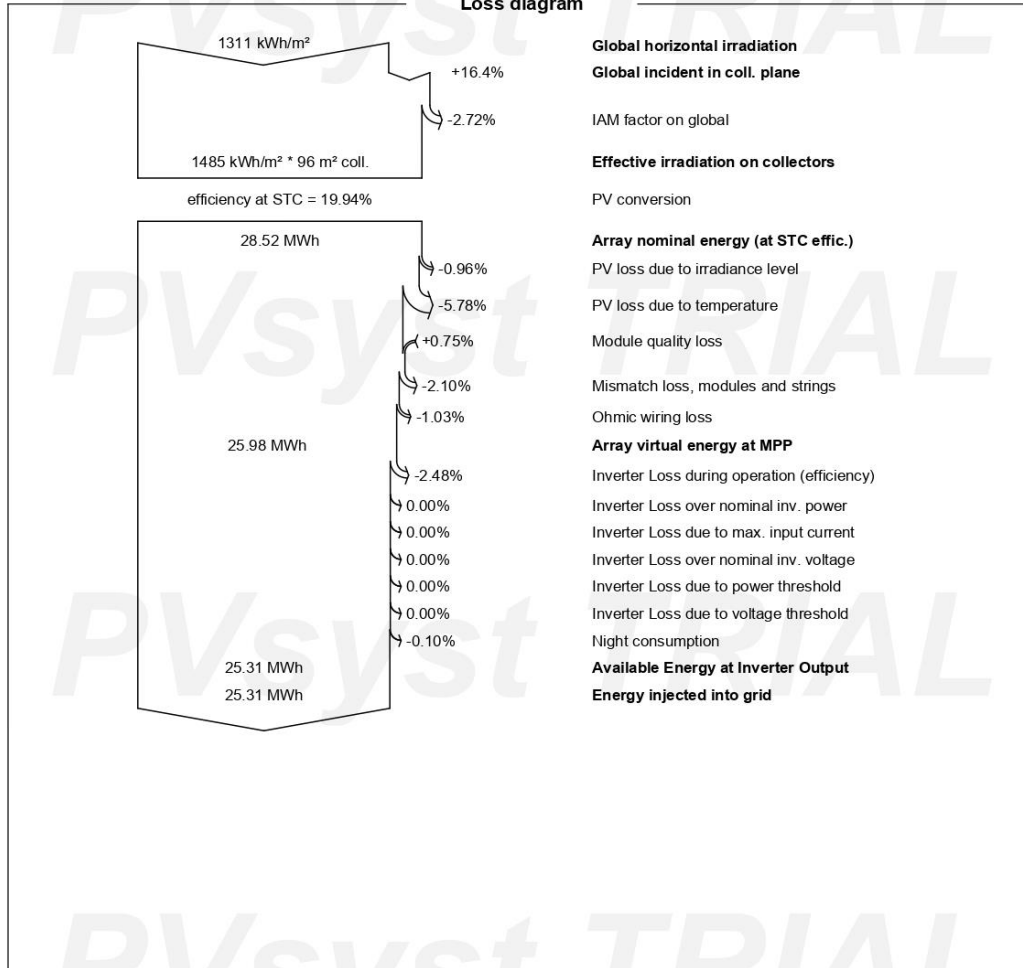 Loss diagram
1311 kWh/m² Global horizontal irradiation
+16.4% Global incident in coll. plane
-2.72% IAM factor on global
1485 kWh/m² * 96 m² coll. Effective irradiation on collectors
efficiency at STC = 19.94% PV conversion
28.52 MWh Array nominal energy (at STC effic.)
-0.96% PV loss due to irradiance level
-5.78% PV loss due to temperature
+0.75% Module quality loss
-2.10% Mismatch loss, modules and strings
-1.03% Ohmic wiring loss
25.98 MWh Array virtual energy at MPP
-2.48% Inverter Loss during operation (efficiency)
0.00% Inverter Loss over nominal inv. power
0.00% Inverter Loss due to max. input current
0.00% Inverter Loss over nominal inv. voltage
0.00% Inverter Loss due to power threshold
0.00% Inverter Loss due to voltage threshold
-0.10% Night consumption
25.31 MWh Available Energy at Inverter Output
25.31 MWh Energy injected into grid
PVsyst TRIAL
PVsyst TRIAL
PVsyst TRIAL
PVsyst TRIAL